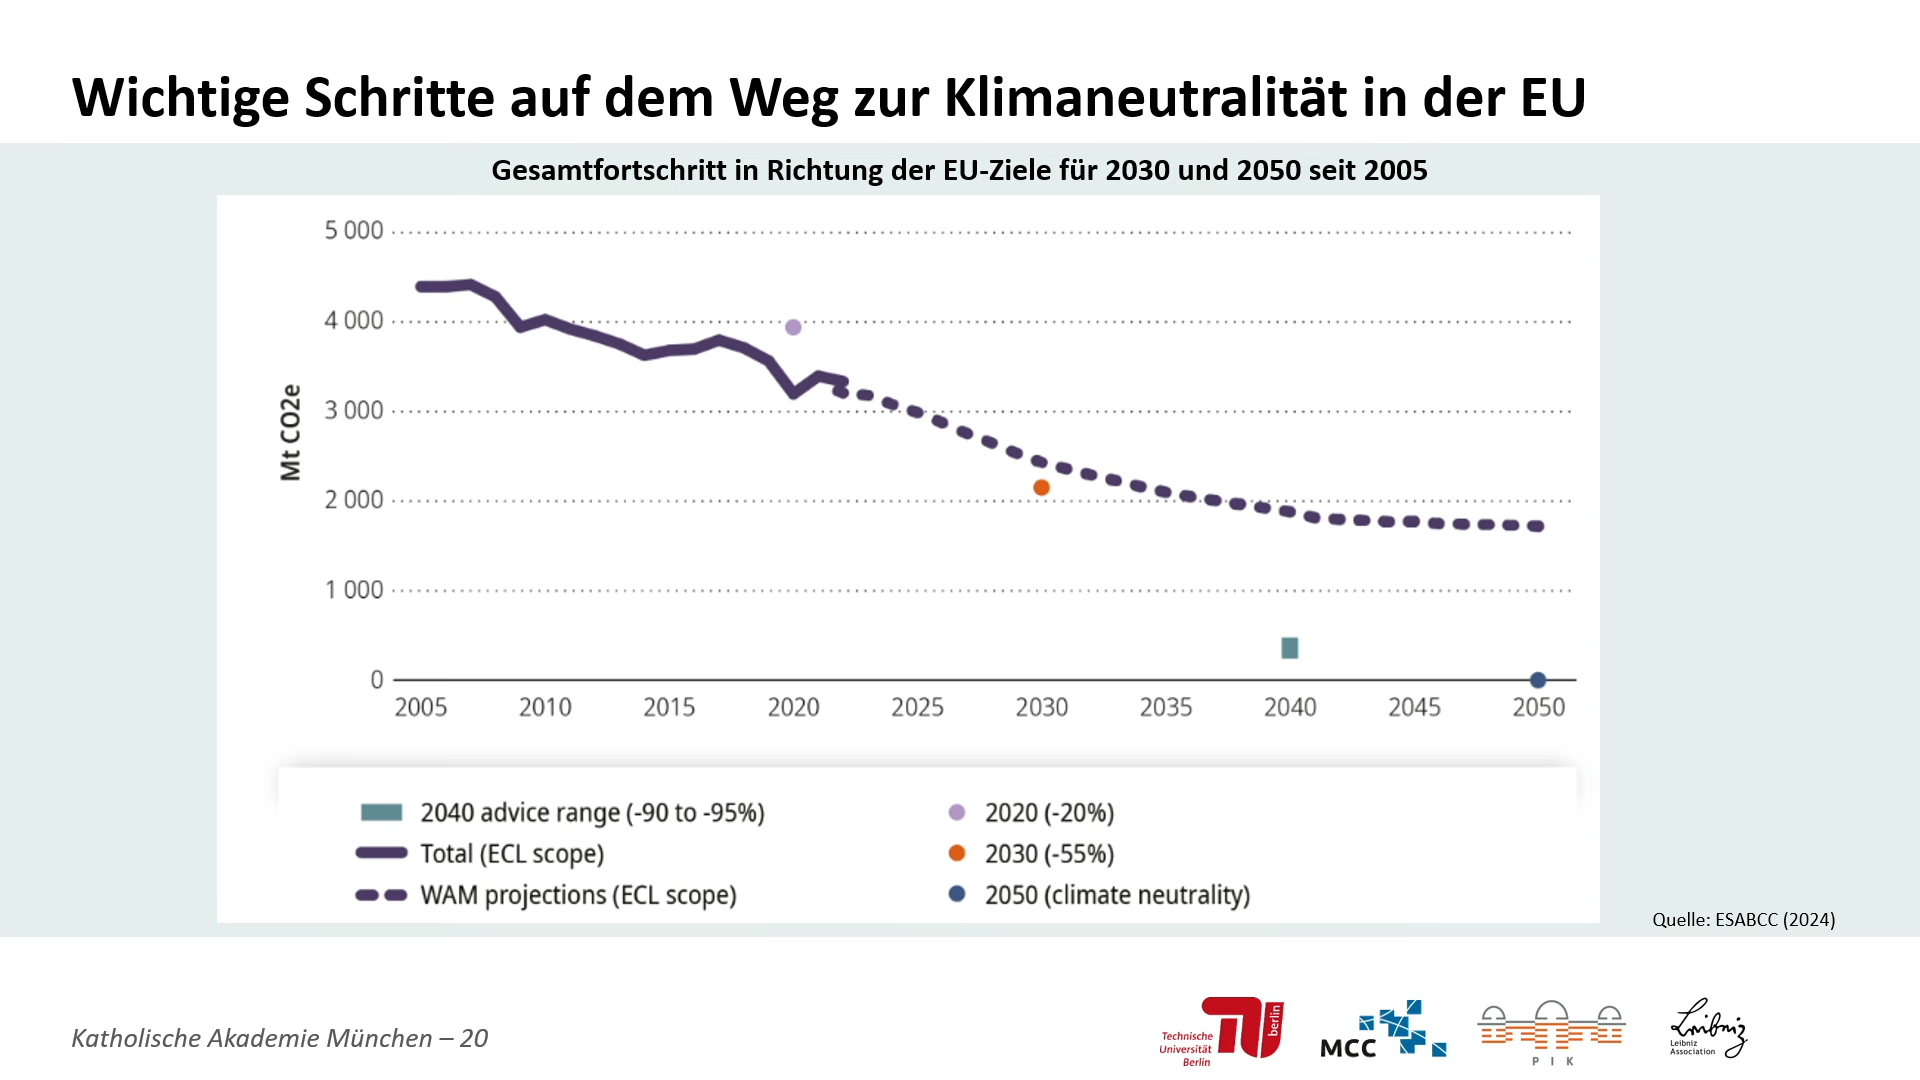 Wichtige Schritte auf dem Weg zur Klimaneutralität in der EU
Gesamtfortschritt in Richtung der EU-Ziele für 2030 und 2050 seit 2005
Mt CO2e
5 000
4 000
3 000
2 000
1 000
0
2005 2010 2015 2020 2025 2030 2035 2040 2045 2050
2040 advice range (-90 to -95%)
Total (ECL scope)
WAM projections (ECL scope)
2020 (-20%)
2030 (-55%)
2050 (climate neutrality)
Quelle: ESABCC (2024)
Katholische Akademie München – 20
Technische
Universität
Berlin
berlin
MCC
PIK
Leibniz
Leibniz
Association